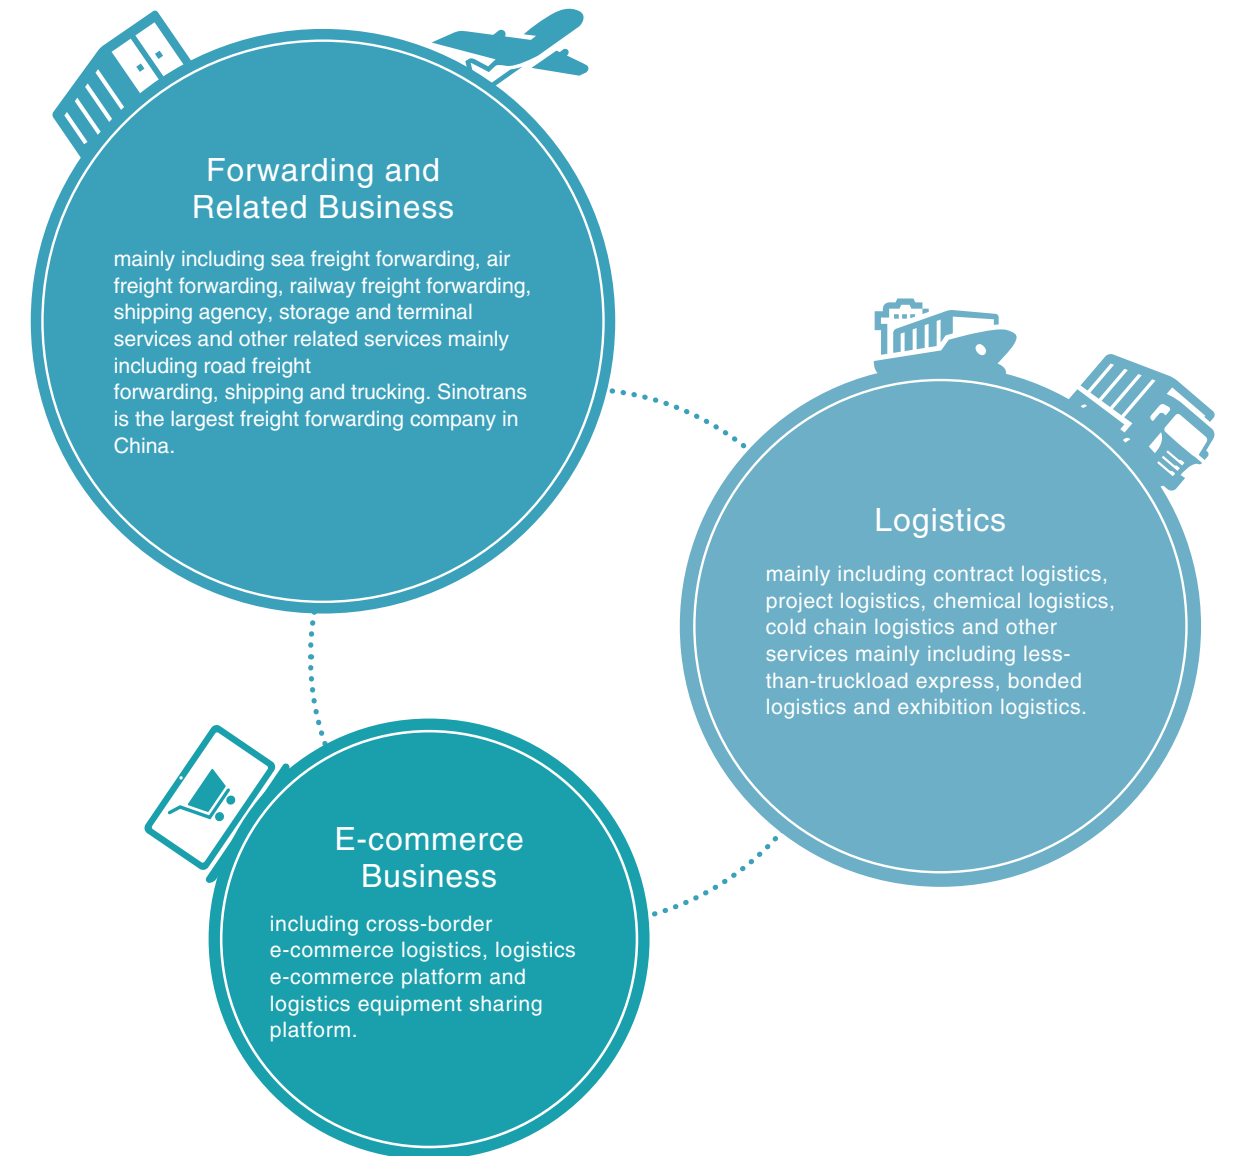 Forwarding and
Related Business
mainly including sea freight forwarding, air
freight forwarding, railway freight forwarding,
shipping agency, storage and terminal
services and other related services mainly
including road freight
forwarding, shipping and trucking. Sinotrans
is the largest freight forwarding company in
China.
Logistics
mainly including contract logistics,
project logistics, chemical logistics,
cold chain logistics and other
services mainly including less-
than-truckload express, bonded
logistics and exhibition logistics.
E-commerce
Business
including cross-border
e-commerce logistics, logistics
e-commerce platform and
logistics equipment sharing
platform.